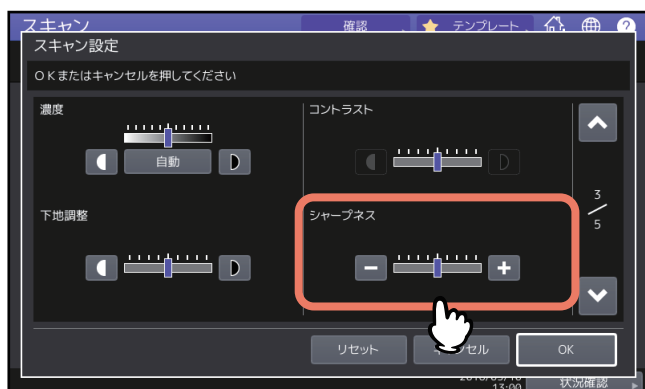 スキャン
確認
テンプレート
?
スキャン設定
OKまたはキャンセルを押してください
濃度
コントラスト
自動
3
5
下地調整
シャープネス
リセット
OK
13:00
状況確認